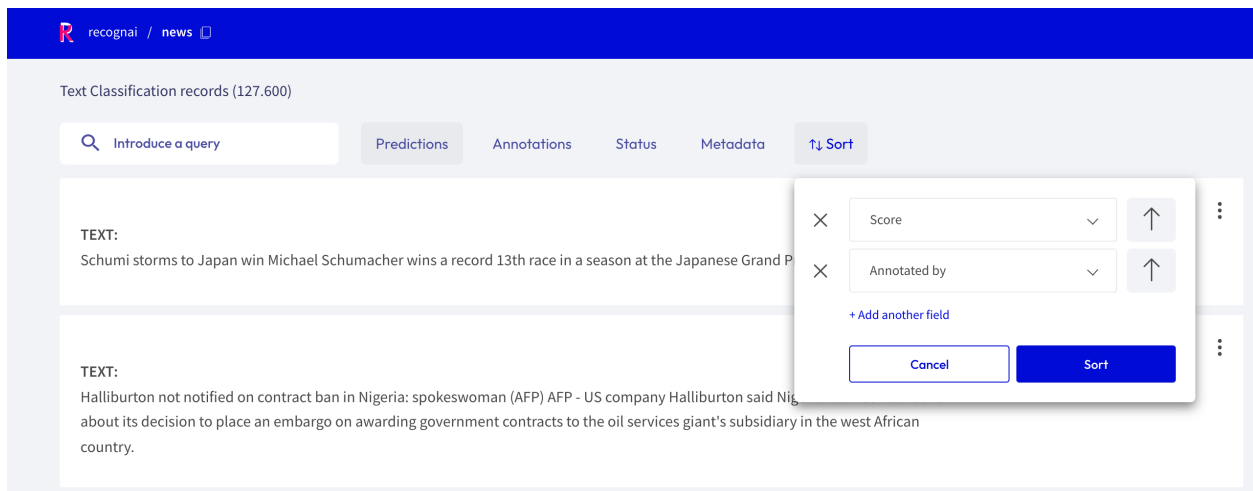 R recognai / news
Text Classification records (127.600)
Introduce a query Predictions Annotations Status Metadata Sort
Score
Annotated by
+ Add another field
Cancel Sort
TEXT:
Schumi storms to Japan win Michael Schumacher wins a record 13th race in a season at the Japanese Grand P
TEXT:
Halliburton not notified on contract ban in Nigeria: spokeswoman (AFP) AFP - US company Halliburton said Nig
about its decision to place an embargo on awarding government contracts to the oil services giant's subsidiary in the west African
country.